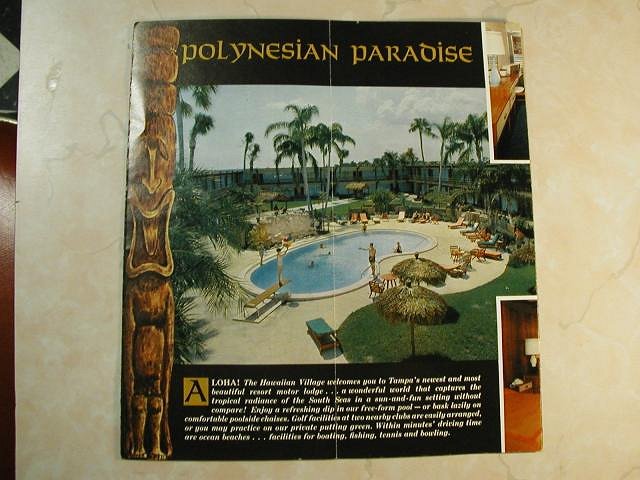 POLYNESIAN PARADISE
ALOHA! The Hawaiian Village welcomes you to Tampa's newest and most
beautiful resort motor lodge . . . a wonderful world that captures the
tropical radiance of the South Seas in a sun-and-fun setting without
compare! Enjoy a refreshing dip in our free-form pool — or bask lazily on
comfortable poolside chaises. Golf facilities at two nearby clubs are easily arranged,
or you may practice on our private putting green. Within minutes' driving time
are ocean beaches . . . facilities for boating, fishing, tennis and bowling.